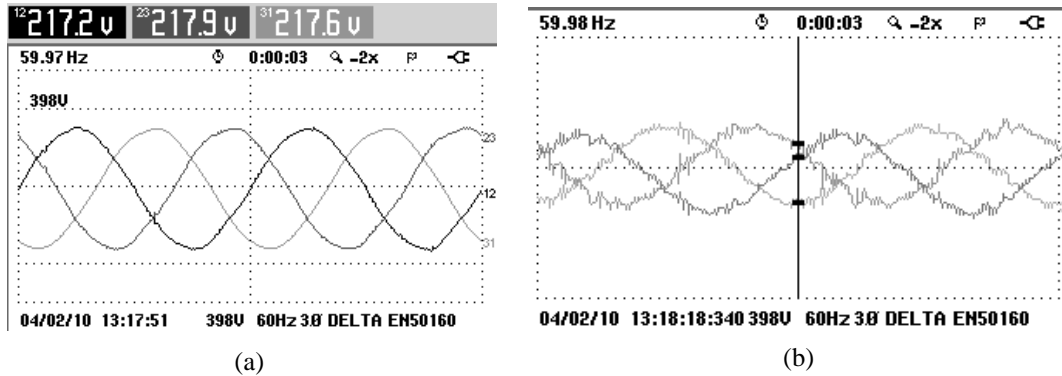 12 217.2 V 23 217.9 V 31 217.6 V
59.97 Hz 0:00:03 -2x
398V
23
12
31
04/02/10 13:17:51 398V 60Hz 3Ø DELTA EN50160
(a)
59.98 Hz 0:00:03 -2x
04/02/10 13:18:18:340 398V 60Hz 3Ø DELTA EN50160
(b)